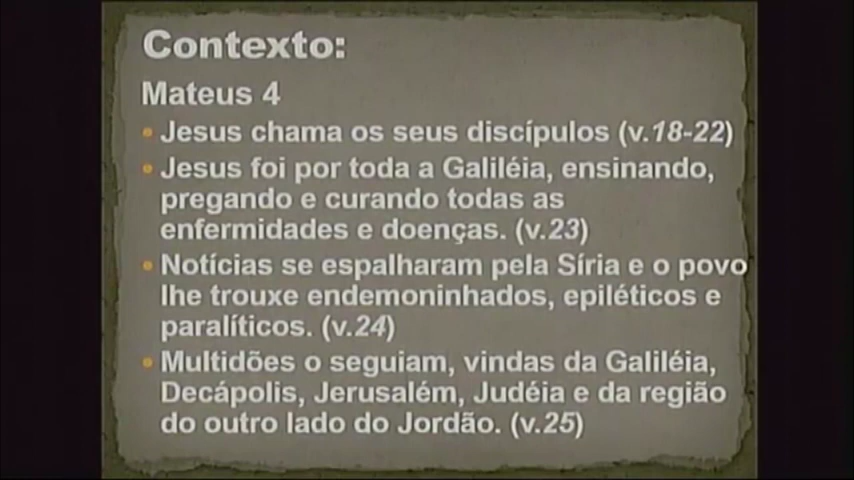 Contexto:
Mateus 4
• Jesus chama os seus discípulos (v.18-22)
• Jesus foi por toda a Galiléia, ensinando,
pregando e curando todas as
enfermidades e doenças. (v.23)
• Notícias se espalharam pela Síria e o povo
lhe trouxe endemoninhados, epiléticos e
paralíticos. (v.24)
• Multidões o seguiam, vindas da Galiléia,
Decápolis, Jerusalém, Judéia e da região
do outro lado do Jordão. (v.25)